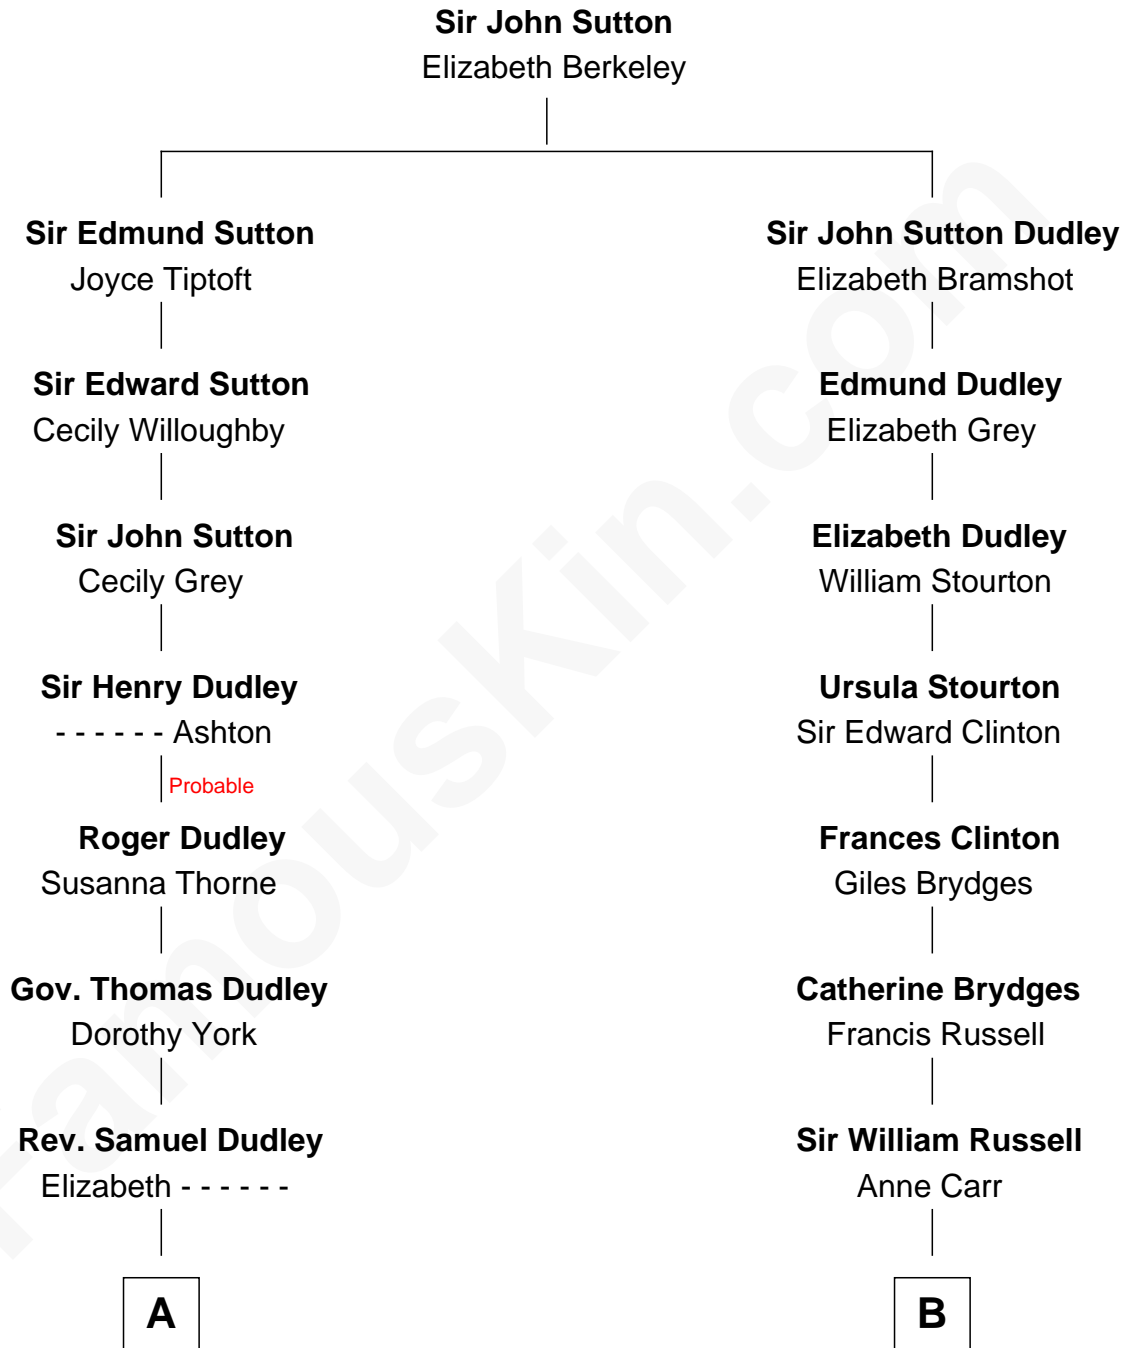 Sir John Sutton
Elizabeth Berkeley
Sir Edmund Sutton
Joyce Tiptoft
Sir John Sutton Dudley
Elizabeth Bramshot
Sir Edward Sutton
Cecily Willoughby
Edmund Dudley
Elizabeth Grey
Sir John Sutton
Cecily Grey
Elizabeth Dudley
William Stourton
Sir Henry Dudley
- - - - - - Ashton
Ursula Stourton
Sir Edward Clinton
Probable
Roger Dudley
Susanna Thorne
Frances Clinton
Giles Brydges
Gov. Thomas Dudley
Dorothy York
Catherine Brydges
Francis Russell
Rev. Samuel Dudley
Elizabeth - - - - - -
Sir William Russell
Anne Carr
A
B
FamousKin.com